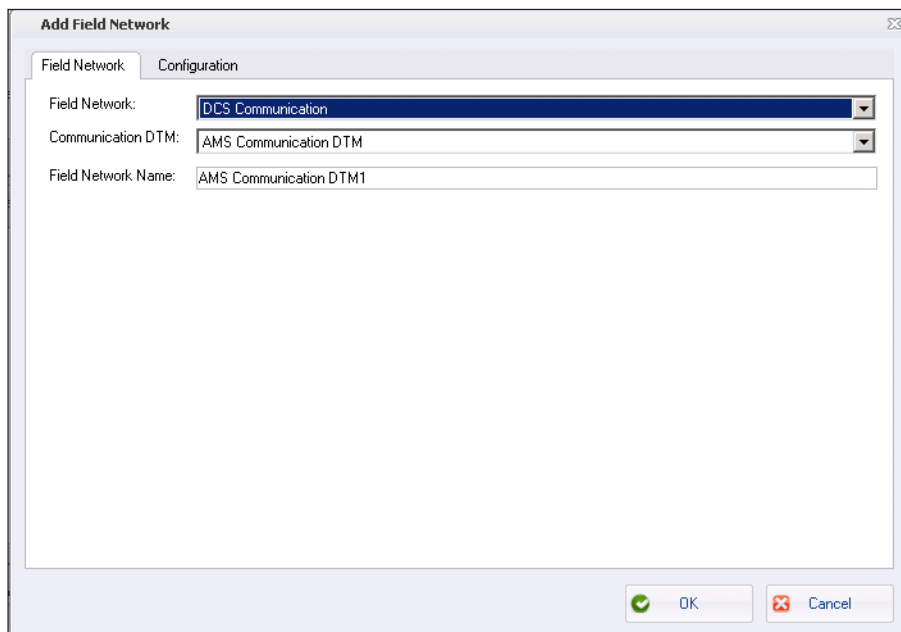 Add Field Network
Field Network Configuration
Field Network: DCS Communication
Communication DTM: AMS Communication DTM
Field Network Name: AMS Communication DTM1
OK Cancel